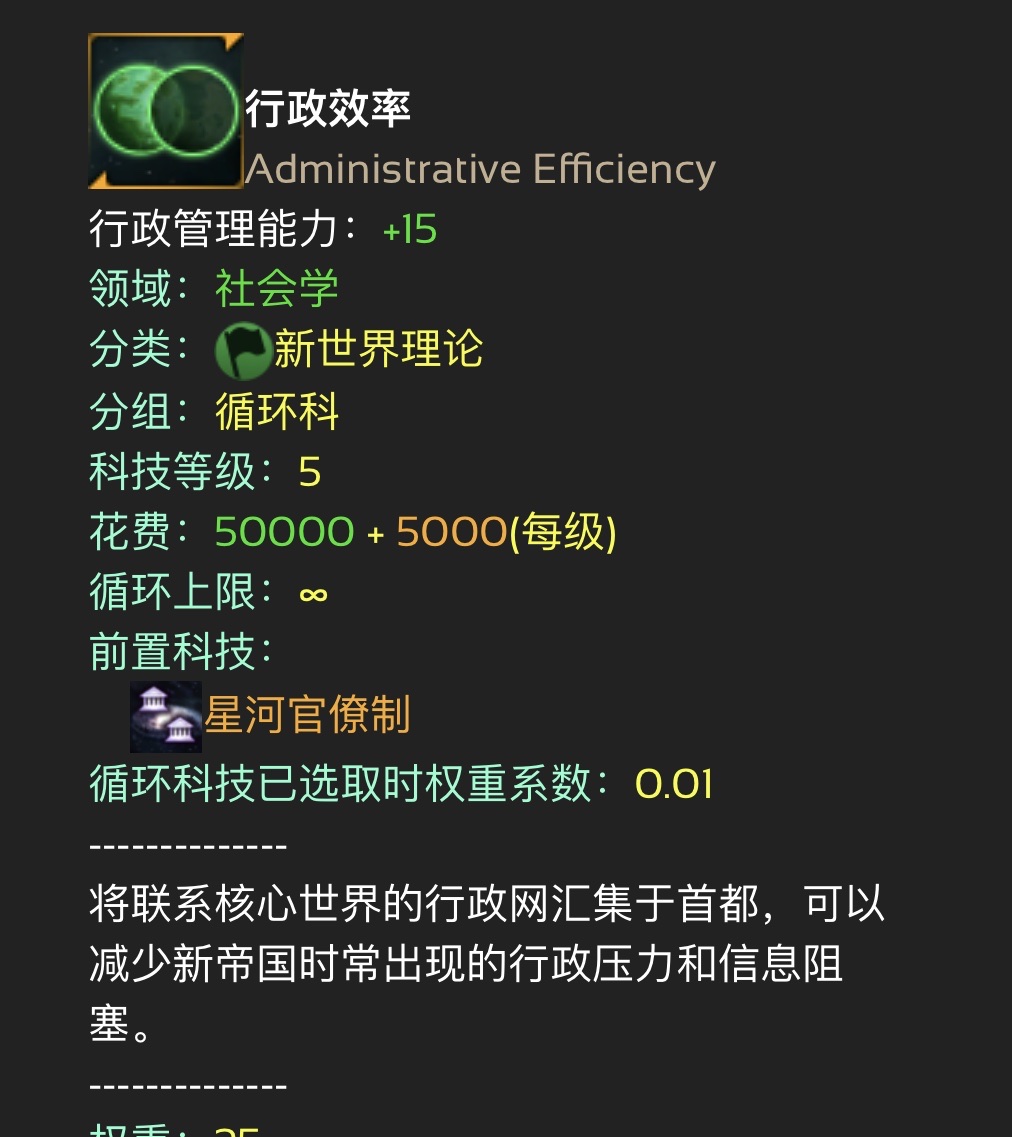 行政效率
Administrative Efficiency
行政管理能力：+15
领域：社会学
分类：新世界理论
分组：循环科
科技等级：5
花费：50000 + 5000(每级)
循环上限：∞
前置科技：
星河官僚制
循环科技已选取时权重系数：0.01
--------------
将联系核心世界的行政网汇集于首都，可以
减少新帝国时常出现的行政压力和信息阻
塞。
--------------
权重：25